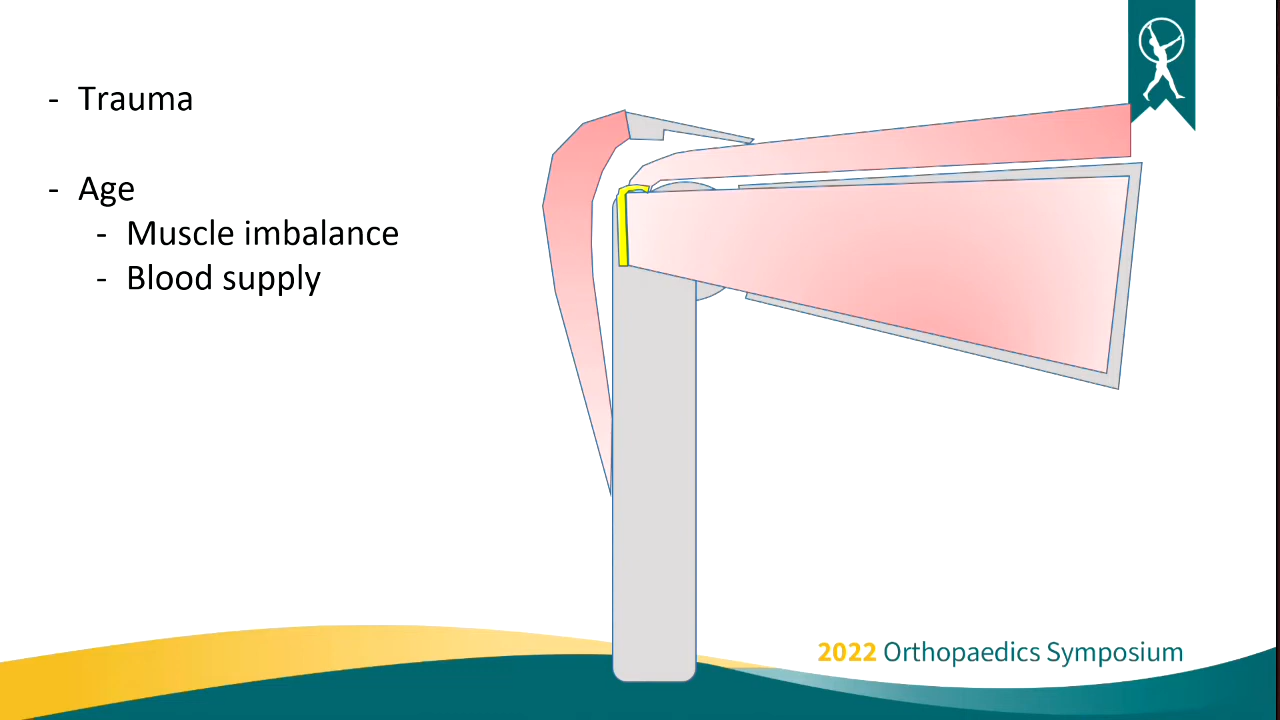 - Trauma
- Age
- Muscle imbalance
- Blood supply
2022 Orthopaedics Symposium